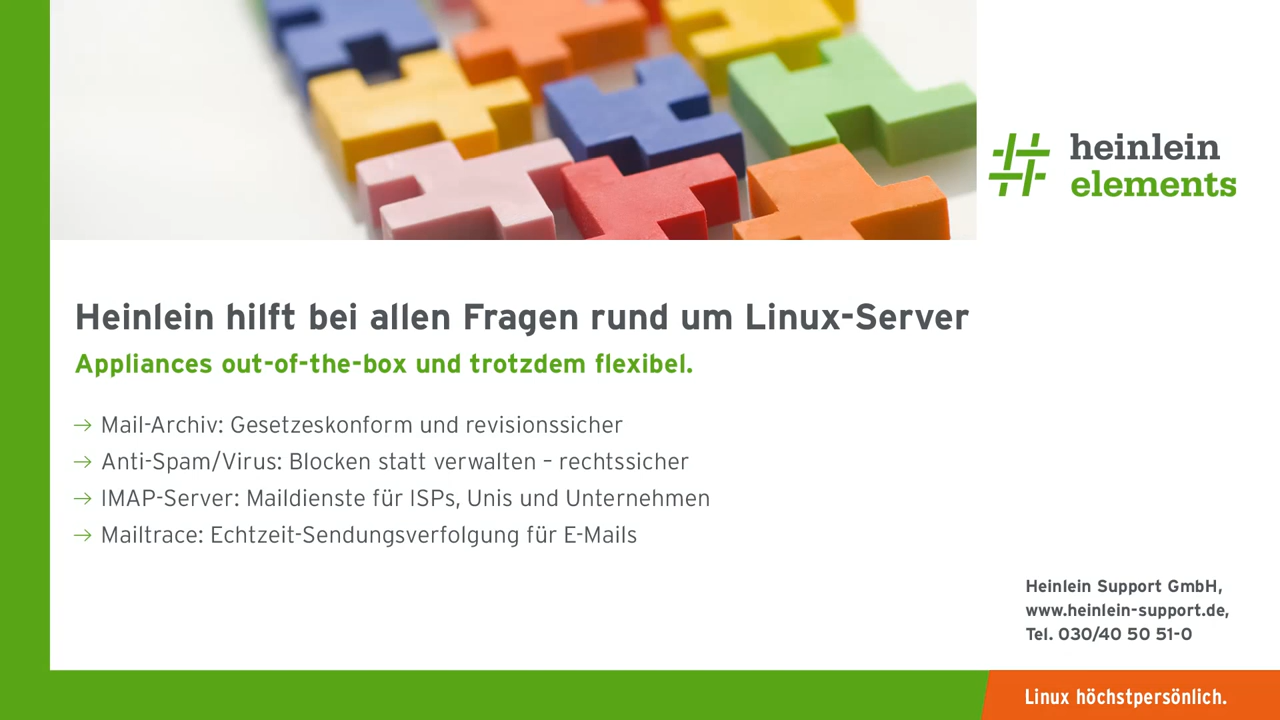 heinlein
elements
Heinlein hilft bei allen Fragen rund um Linux-Server
Appliances out-of-the-box und trotzdem flexibel.
→ Mail-Archiv: Gesetzeskonform und revisionssicher
→ Anti-Spam/Virus: Blocken statt verwalten – rechtssicher
→ IMAP-Server: Maildienste für ISPs, Unis und Unternehmen
→ Mailtrace: Echtzeit-Sendungsverfolgung für E-Mails
Heinlein Support GmbH,
www.heinlein-support.de,
Tel. 030/40 50 51-0
Linux höchstpersönlich.